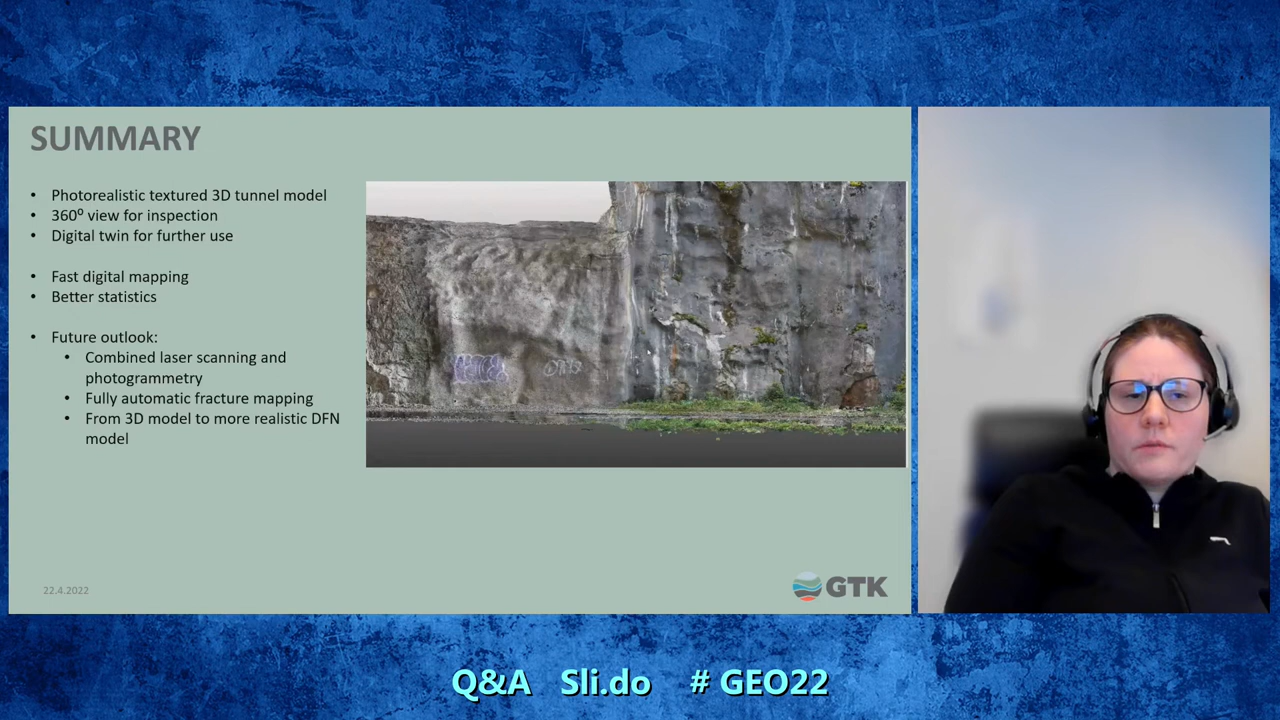 SUMMARY
• Photorealistic textured 3D tunnel model
• 360⁰ view for inspection
• Digital twin for further use
• Fast digital mapping
• Better statistics
• Future outlook:
• Combined laser scanning and
photogrammetry
• Fully automatic fracture mapping
• From 3D model to more realistic DFN
model
22.4.2022
GTK
Q&A Sli.do # GEO22